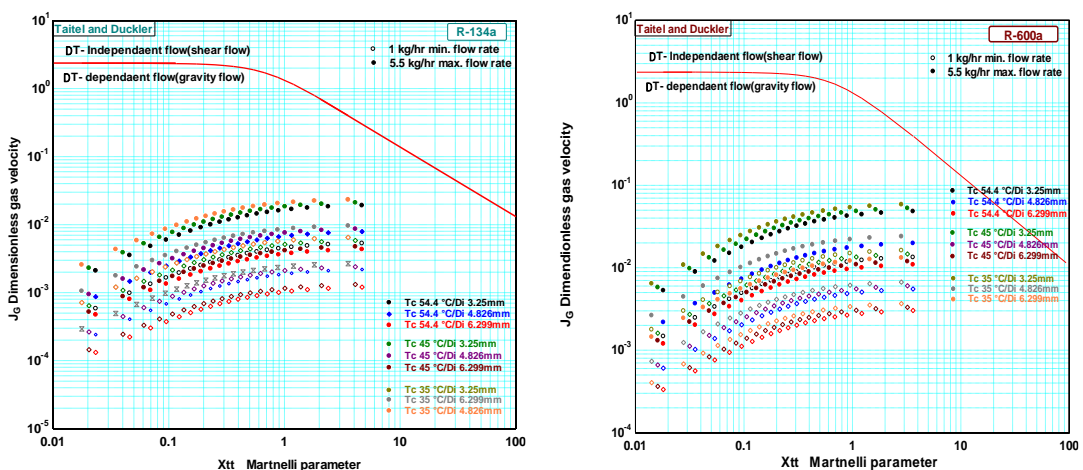 Taitel and Duckler
R-134a
DT- Independaent flow(shear flow)
1 kg/hr min. flow rate
5.5 kg/hr max. flow rate
DT- dependaent flow(gravity flow)
10^1
10^0
10^-1
10^-2
10^-3
10^-4
10^-5
J_G Dimensionless gas velocity
Tc 54.4 °C/Di 3.25mm
Tc 54.4 °C/Di 4.826mm
Tc 54.4 °C/Di 6.299mm
Tc 45 °C/Di 3.25mm
Tc 45 °C/Di 4.826mm
Tc 45 °C/Di 6.299mm
Tc 35 °C/Di 3.25mm
Tc 35 °C/Di 6.299mm
Tc 35 °C/Di 4.826mm
0.01 0.1 1 10 100
Xtt Martnelli parameter
Taitel and Duckler
R-600a
DT- Independaent flow(shear flow)
1 kg/hr min. flow rate
5.5 kg/hr max. flow rate
DT- dependaent flow(gravity flow)
10^1
10^0
10^-1
10^-2
10^-3
10^-4
J_G Dimendionless gas velocity
Tc 54.4 °C/Di 3.25mm
Tc 54.4 °C/Di 4.826mm
Tc 54.4 °C/Di 6.299mm
Tc 45 °C/Di 3.25mm
Tc 45 °C/Di 4.826mm
Tc 45 °C/Di 6.299mm
Tc 35 °C/Di 3.25mm
Tc 35 °C/Di 4.826mm
Tc 35 °C/Di 6.299mm
0.01 0.1 1 10 100
Xtt Martnelli parameter